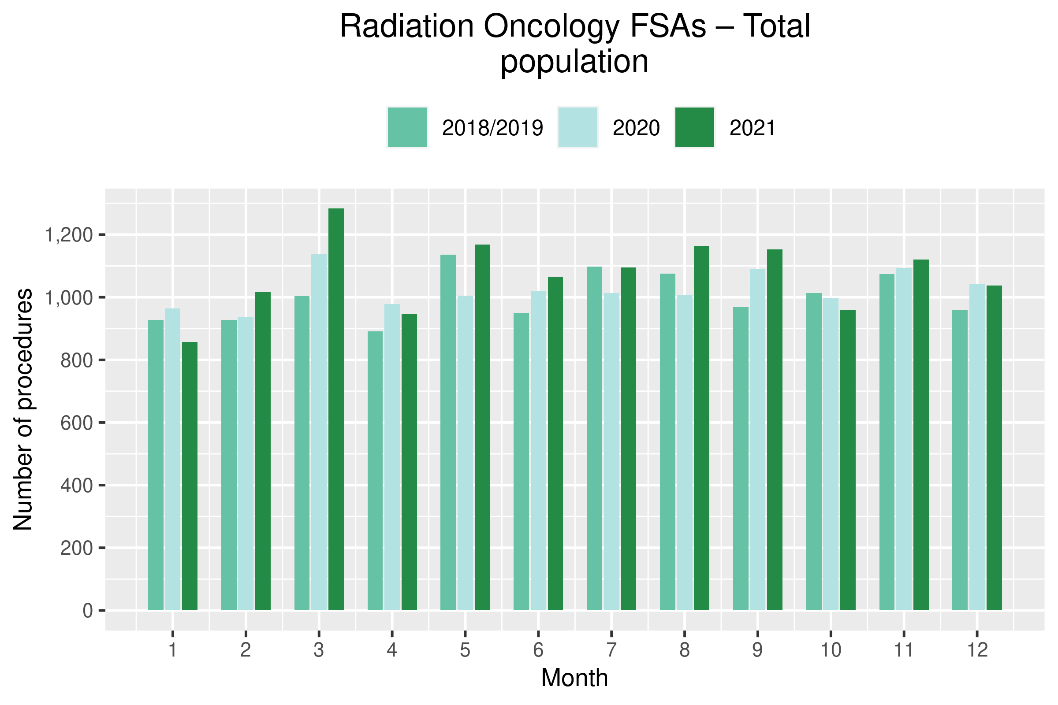 Radiation Oncology FSAs – Total
population
2018/2019 2020 2021
Number of procedures
1,200
1,000
800
600
400
200
0
1 2 3 4 5 6 7 8 9 10 11 12
Month